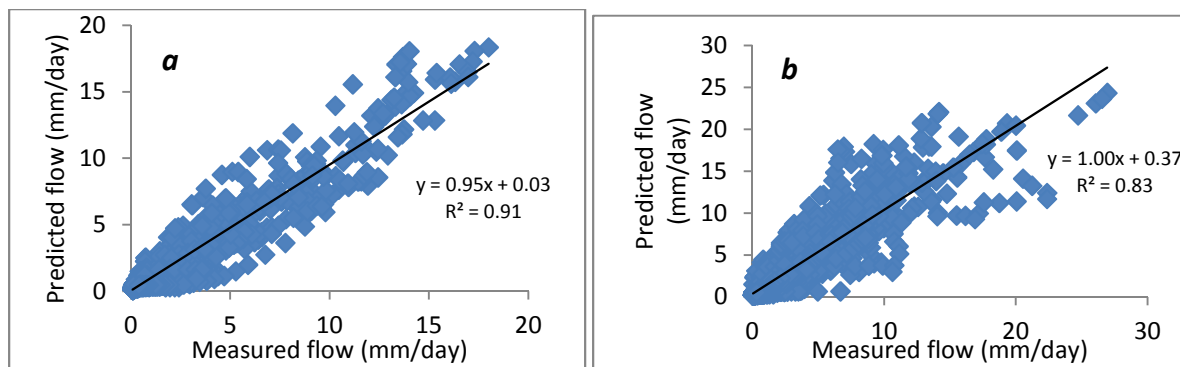 a
Predicted flow (mm/day)
20
15
10
5
0
y = 0.95x + 0.03
R² = 0.91
0 5 10 15 20
Measured flow (mm/day)
b
Predicted flow
(mm/day)
30
25
20
15
10
5
0
y = 1.00x + 0.37
R² = 0.83
0 10 20 30
Measured flow (mm/day)